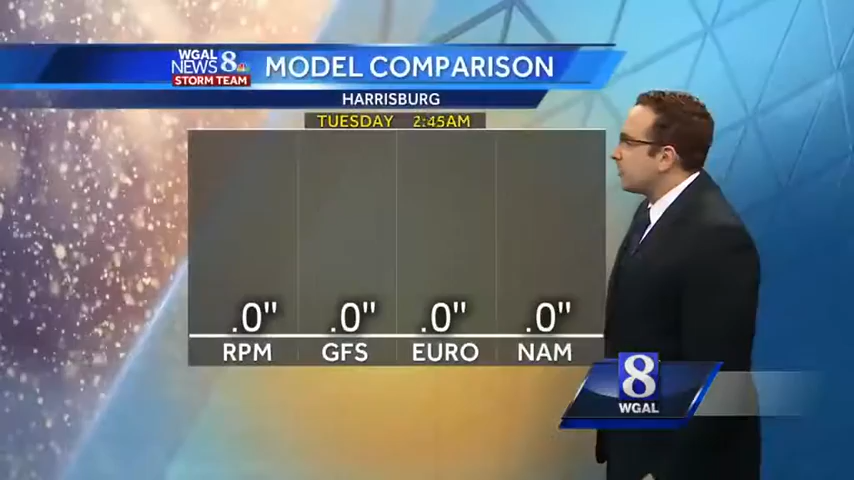 WGAL
NEWS 8
STORM TEAM
MODEL COMPARISON
HARRISBURG
TUESDAY 2:45AM
.0" .0" .0" .0"
RPM GFS EURO NAM
8
WGAL